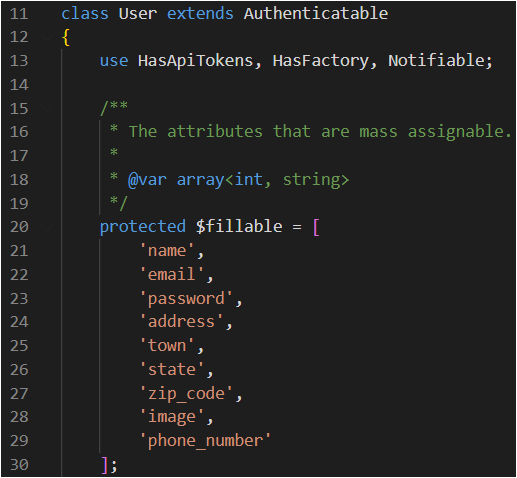 11 class User extends Authenticatable
12 {
13     use HasApiTokens, HasFactory, Notifiable;
14
15     /**
16      * The attributes that are mass assignable.
17      *
18      * @var array<int, string>
19      */
20     protected $fillable = [
21         'name',
22         'email',
23         'password',
24         'address',
25         'town',
26         'state',
27         'zip_code',
28         'image',
29         'phone_number'
30     ];